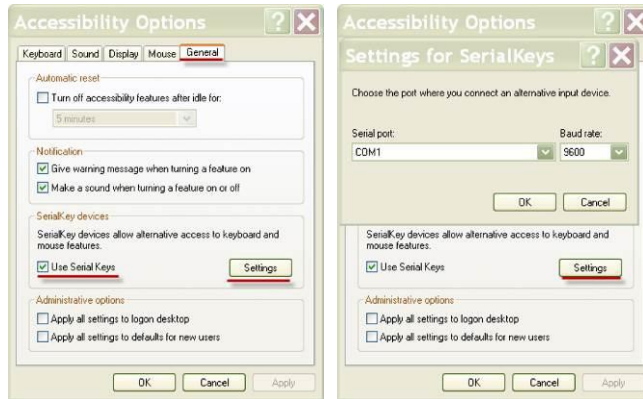 Accessibility Options
Keyboard Sound Display Mouse General
Automatic reset
Turn off accessibility features after idle for:
5 minutes
Notification
Give warning message when turning a feature on
Make a sound when turning a feature on or off
SerialKey devices
SerialKey devices allow alternative access to keyboard and
mouse features.
Use Serial Keys
Settings
Administrative options
Apply all settings to logon desktop
Apply all settings to defaults for new users
OK Cancel Apply
Accessibility Options
Settings for SerialKeys
Choose the port where you connect an alternative input device.
Serial port: Baud rate:
COM1 9600
OK Cancel
SerialKey devices allow alternative access to keyboard and
mouse features.
Use Serial Keys
Settings
Administrative options
Apply all settings to logon desktop
Apply all settings to defaults for new users
OK Cancel Apply